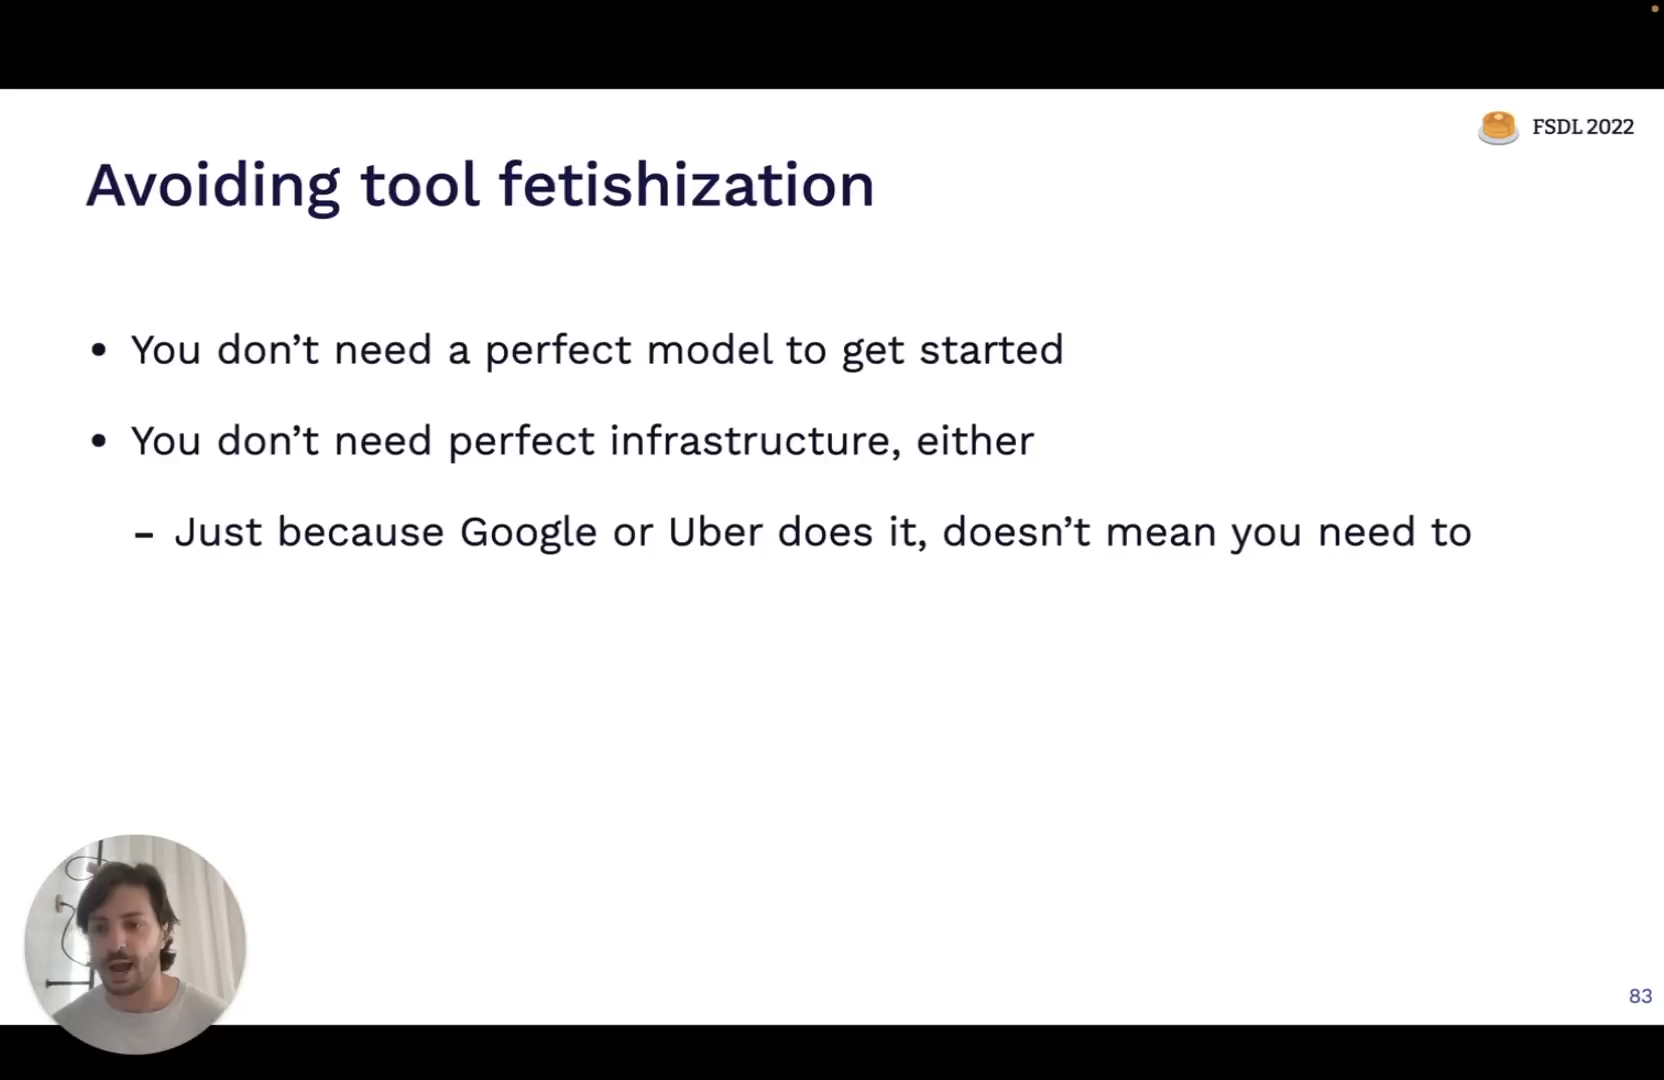 FSDL 2022
Avoiding tool fetishization
• You don’t need a perfect model to get started
• You don’t need perfect infrastructure, either
– Just because Google or Uber does it, doesn’t mean you need to
83